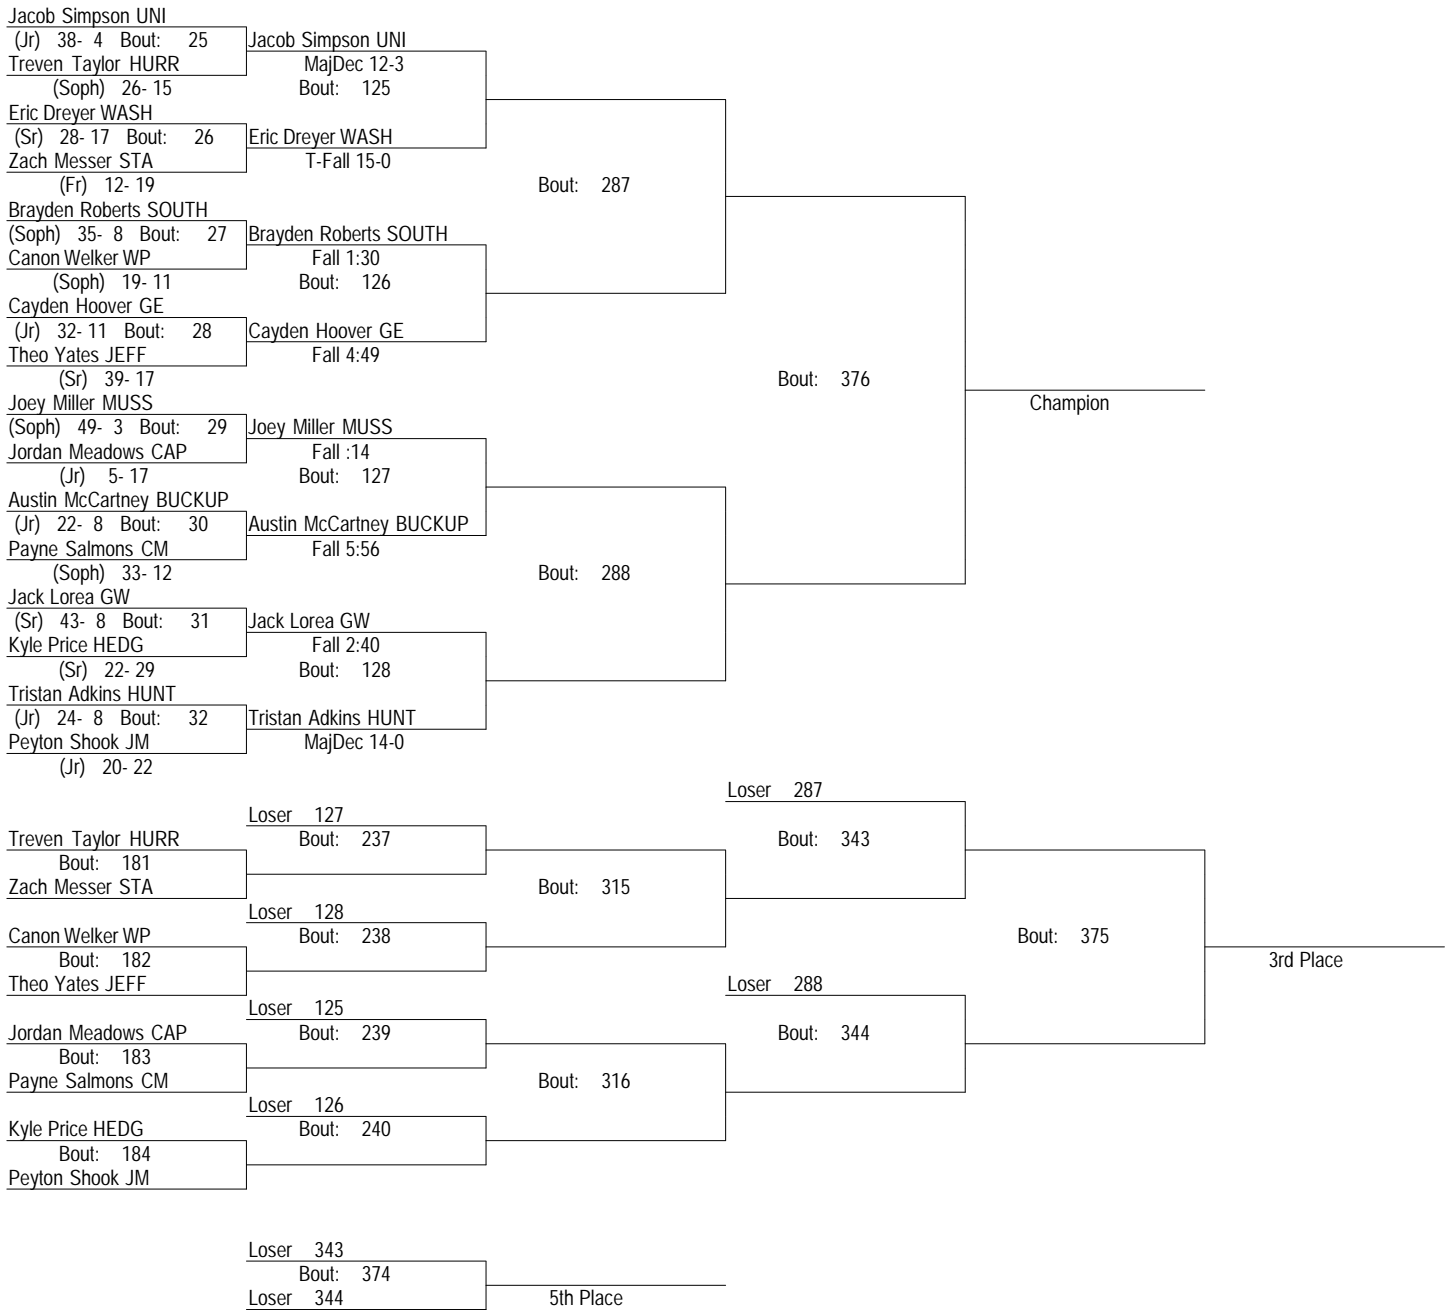 Jacob Simpson UNI
(Jr) 38- 4 Bout: 25 Jacob Simpson UNI
Treven Taylor HURR MajDec 12-3
(Soph) 26- 15 Bout: 125
Eric Dreyer WASH
(Sr) 28- 17 Bout: 26 Eric Dreyer WASH
Zach Messer STA T-Fall 15-0
(Fr) 12- 19 Bout: 287
Brayden Roberts SOUTH
(Soph) 35- 8 Bout: 27 Brayden Roberts SOUTH
Canon Welker WP Fall 1:30
(Soph) 19- 11 Bout: 126
Cayden Hoover GE
(Jr) 32- 11 Bout: 28 Cayden Hoover GE
Theo Yates JEFF Fall 4:49
(Sr) 39- 17 Bout: 376
Joey Miller MUSS Champion
(Soph) 49- 3 Bout: 29 Joey Miller MUSS
Jordan Meadows CAP Fall :14
(Jr) 5- 17 Bout: 127
Austin McCartney BUCKUP
(Jr) 22- 8 Bout: 30 Austin McCartney BUCKUP
Payne Salmons CM Fall 5:56
(Soph) 33- 12 Bout: 288
Jack Lorea GW
(Sr) 43- 8 Bout: 31 Jack Lorea GW
Kyle Price HEDG Fall 2:40
(Sr) 22- 29 Bout: 128
Tristan Adkins HUNT
(Jr) 24- 8 Bout: 32 Tristan Adkins HUNT
Peyton Shook JM MajDec 14-0
(Jr) 20- 22
Loser 287
Loser 127
Treven Taylor HURR Bout: 237 Bout: 343
Bout: 181
Zach Messer STA Bout: 315
Loser 128
Canon Welker WP Bout: 238 Bout: 375
Bout: 182 3rd Place
Theo Yates JEFF Loser 288
Loser 125
Jordan Meadows CAP Bout: 239 Bout: 344
Bout: 183
Payne Salmons CM Bout: 316
Loser 126
Kyle Price HEDG Bout: 240
Bout: 184
Peyton Shook JM
Loser 343
Bout: 374
Loser 344 5th Place